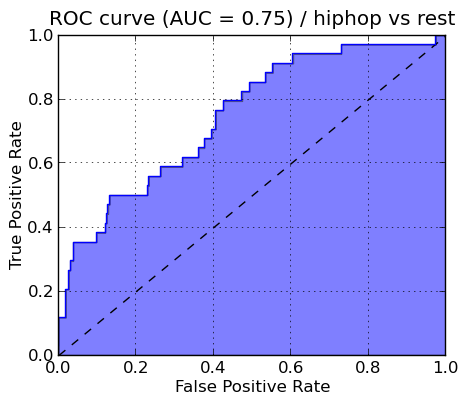 ROC curve (AUC = 0.75) / hiphop vs rest
True Positive Rate
1.0
0.8
0.6
0.4
0.2
0.0
0.0 0.2 0.4 0.6 0.8 1.0
False Positive Rate